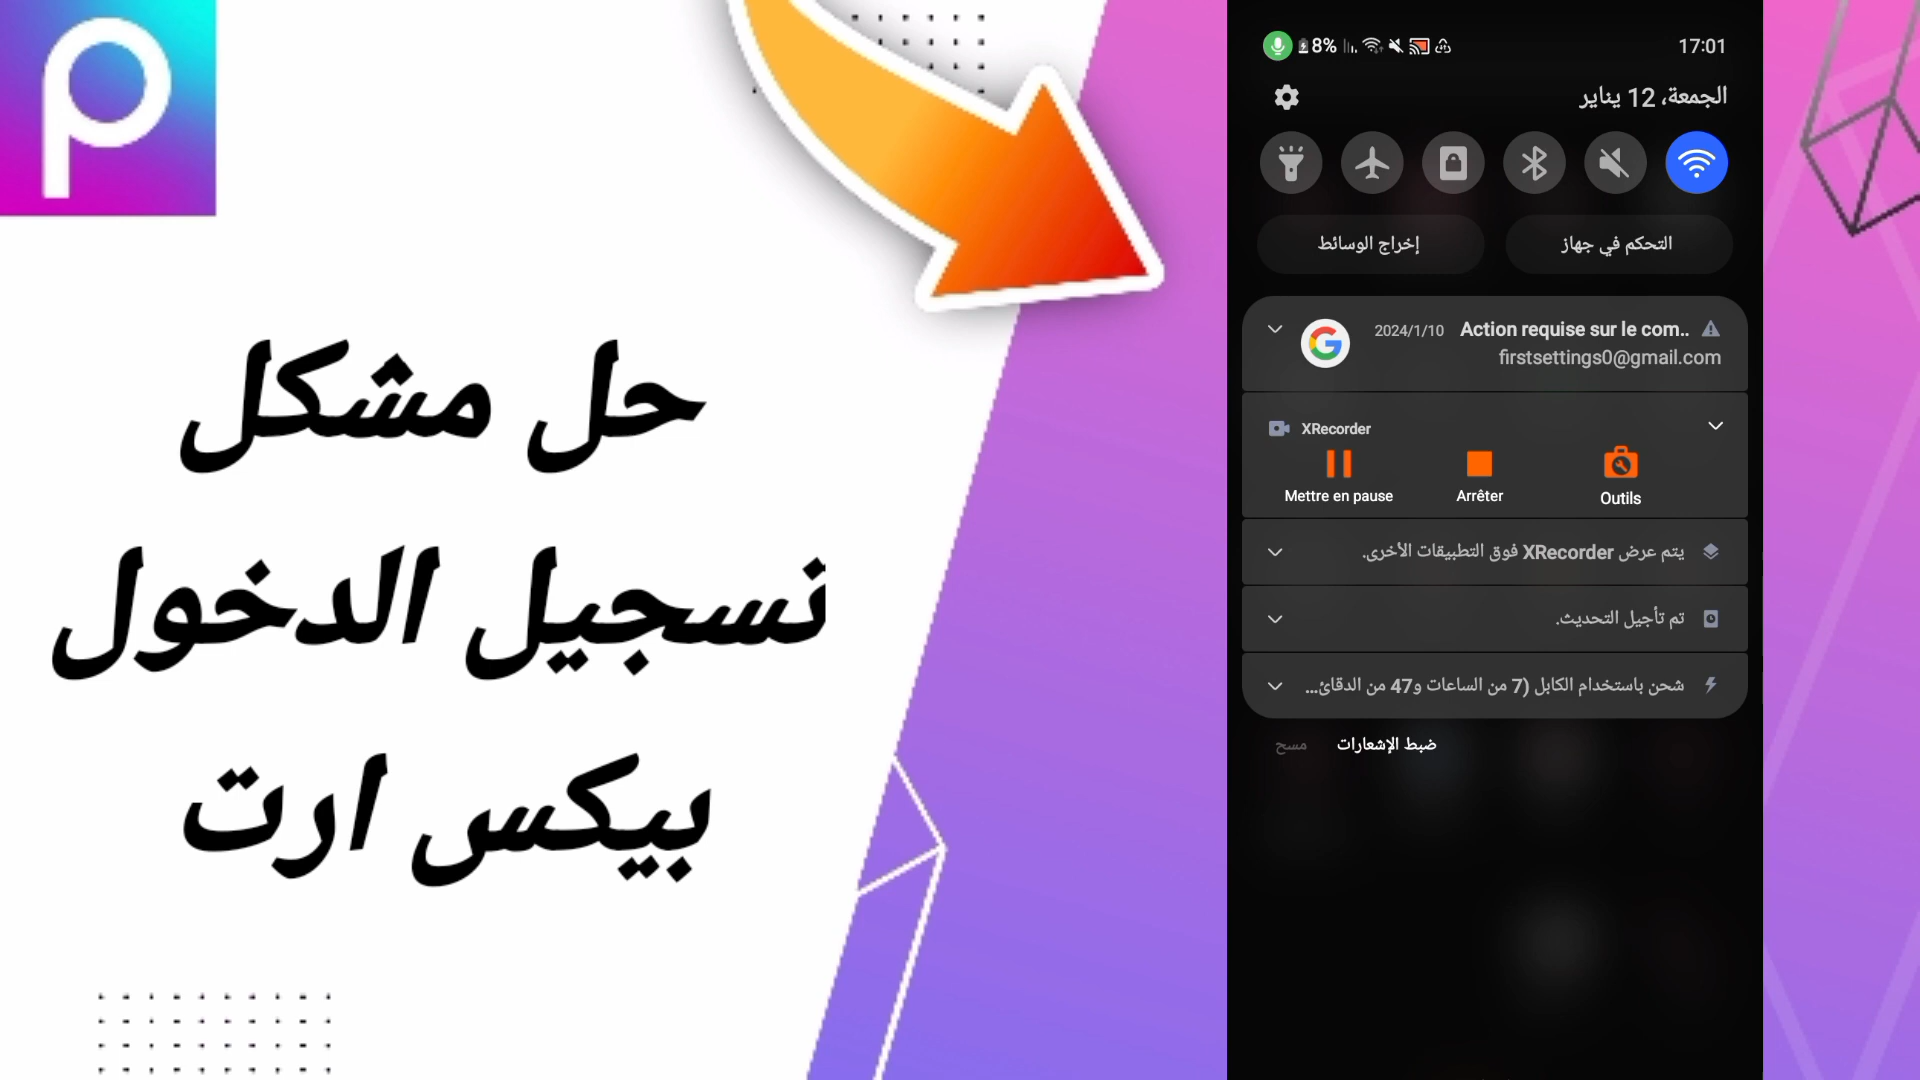 حل مشكل
تسجيل الدخول
بيكس ارت
8%
17:01
الجمعة، 12 يناير
التحكم في جهاز
إخراج الوسائط
Action requise sur le com..
2024/1/10
firstsettings0@gmail.com
XRecorder
Mettre en pause
Arrêter
Outils
يتم عرض XRecorder فوق التطبيقات الأخرى.
تم تأجيل التحديث.
شحن باستخدام الكابل (7 من الساعات و47 من الدقائ...
ضبط الإشعارات
مسح